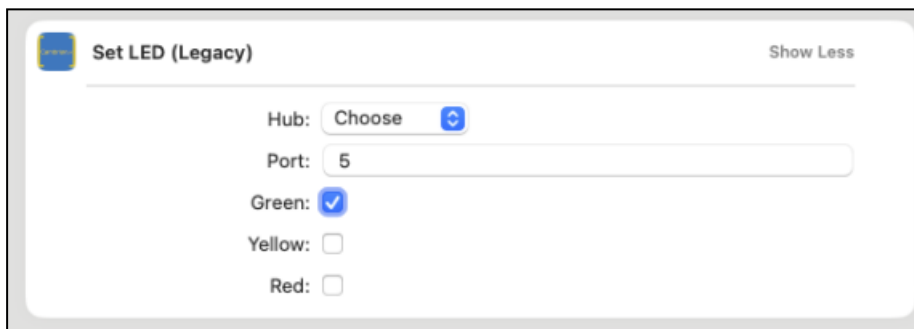 Set LED (Legacy) Show Less
Hub: Choose
Port: 5
Green:
Yellow:
Red: